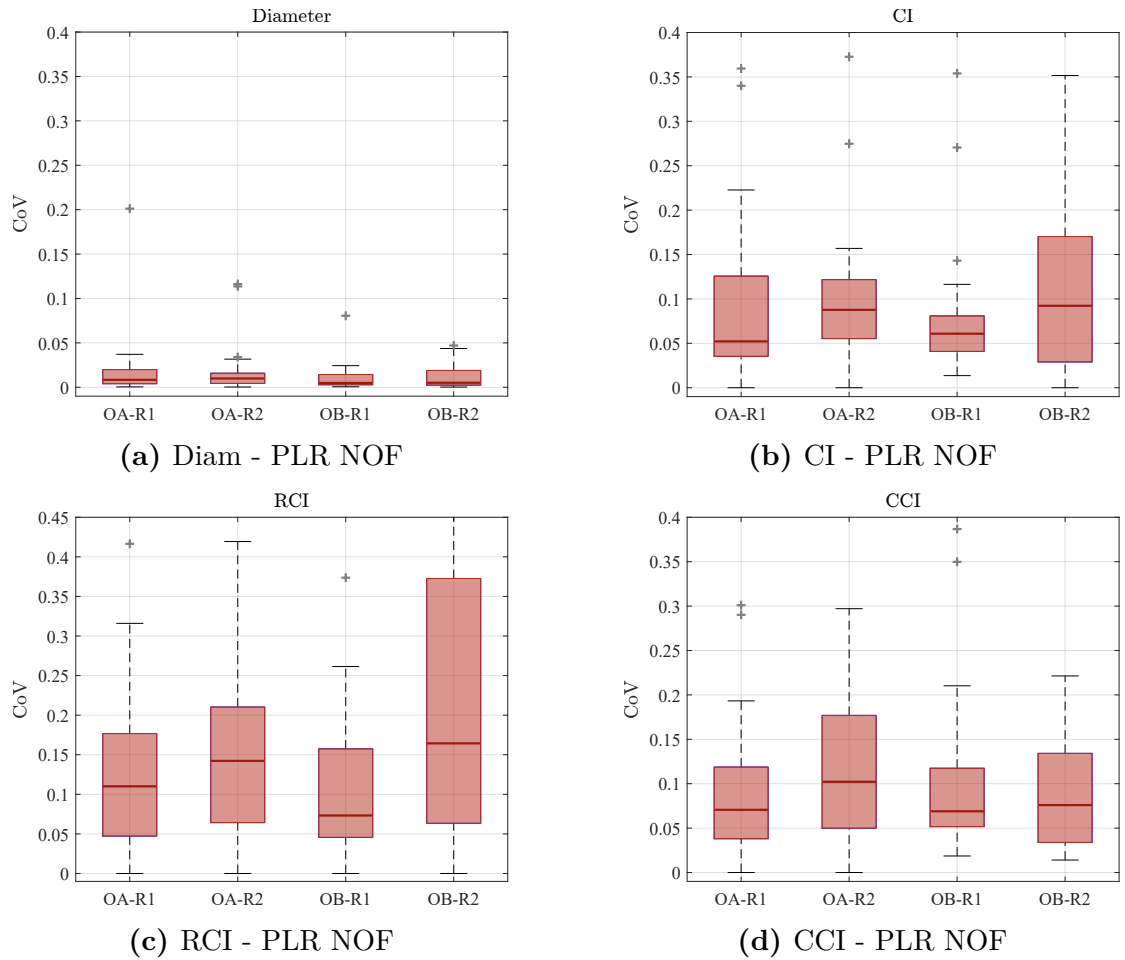 Diameter
0.4
0.35
0.3
0.25
0.2
0.15
0.1
0.05
0
CoV
OA-R1 OA-R2 OB-R1 OB-R2
(a) Diam - PLR NOF
CI
0.4
0.35
0.3
0.25
0.2
0.15
0.1
0.05
0
CoV
OA-R1 OA-R2 OB-R1 OB-R2
(b) CI - PLR NOF
RCI
0.45
0.4
0.35
0.3
0.25
0.2
0.15
0.1
0.05
0
CoV
OA-R1 OA-R2 OB-R1 OB-R2
(c) RCI - PLR NOF
CCI
0.4
0.35
0.3
0.25
0.2
0.15
0.1
0.05
0
CoV
OA-R1 OA-R2 OB-R1 OB-R2
(d) CCI - PLR NOF